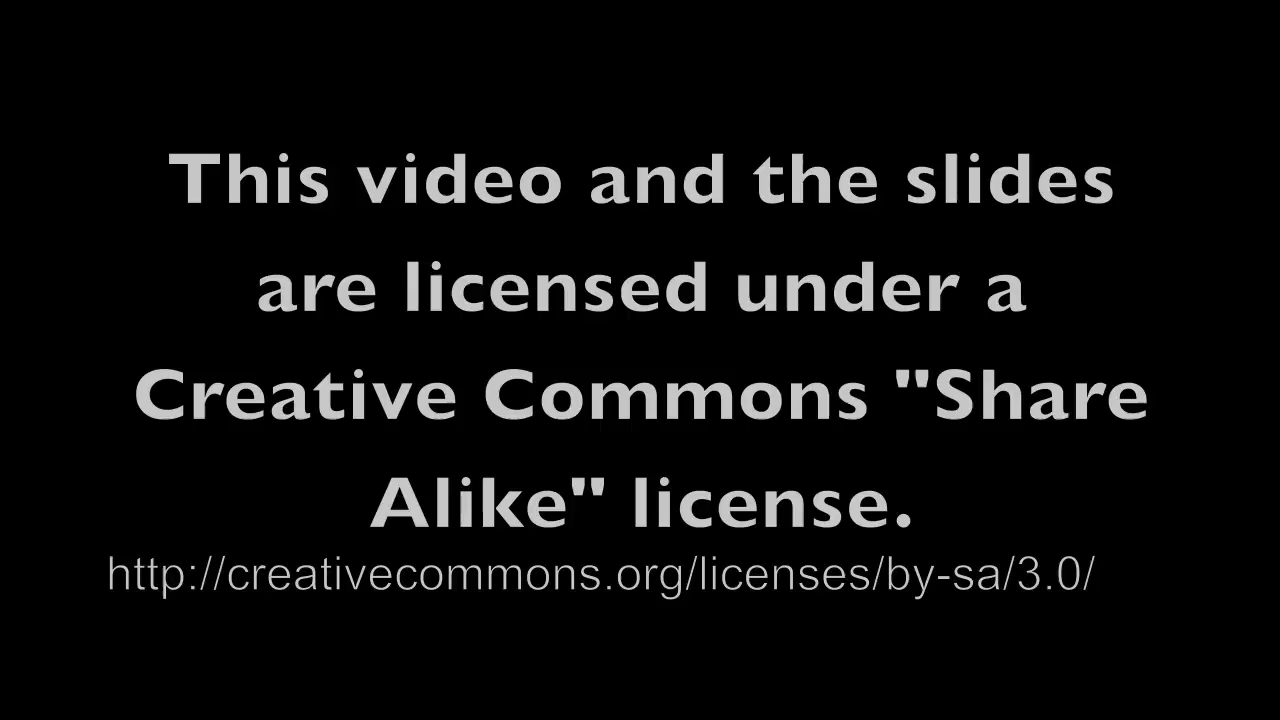 This video and the slides
are licensed under a
Creative Commons "Share
Alike" license.
http://creativecommons.org/licenses/by-sa/3.0/